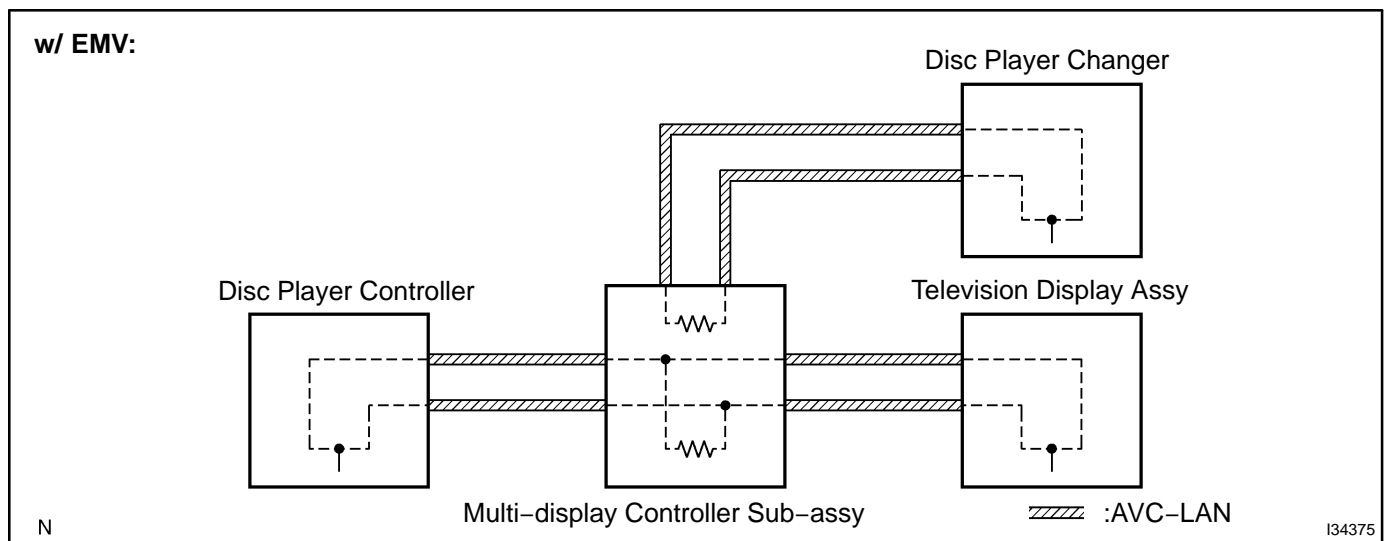 w/ EMV:
Disc Player Changer
Disc Player Controller
Television Display Assy
Multi−display Controller Sub−assy
:AVC−LAN
N
I34375